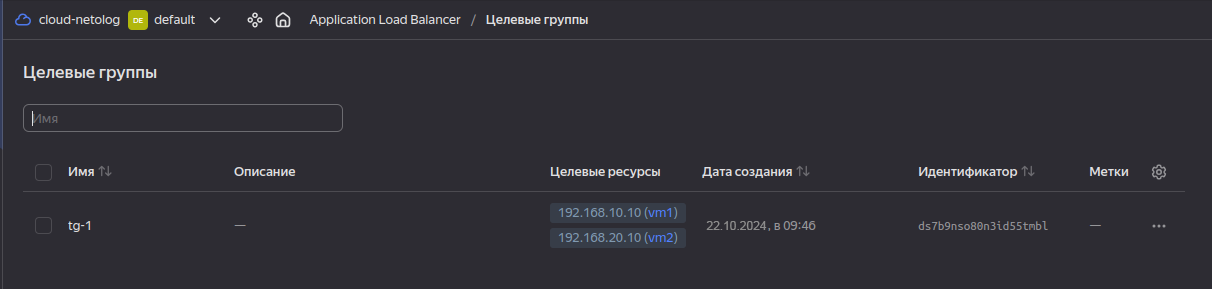 cloud-netolog DE default Application Load Balancer / Целевые группы
Целевые группы
Имя
Имя Описание Целевые ресурсы Дата создания Идентификатор Метки
tg-1 — 192.168.10.10 (vm1) 22.10.2024, в 09:46 ds7b9nso80n3id55tmbl —
192.168.20.10 (vm2)